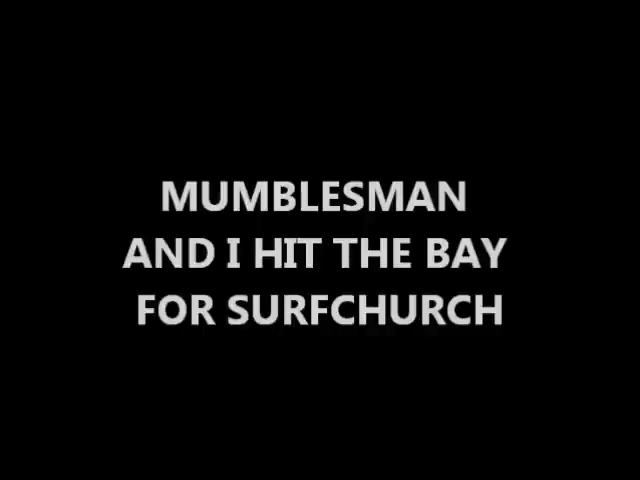 MUMBLESMAN
AND I HIT THE BAY
FOR SURFCHURCH